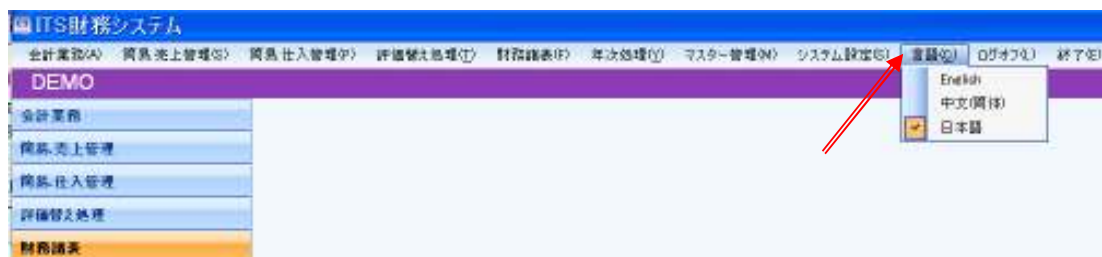 ITS財務システム
会計業務(A) 簡易.売上管理(S) 簡易.仕入管理(P) 評価替え処理(T) 財務諸表(F) 年次処理(Y) マスター管理(M) システム設定(S) 言語(Q) ログオフ(L) 終了(E)
DEMO
English
中文(简体)
日本語
会計業務
簡易.売上管理
簡易.仕入管理
評価替え処理
財務諸表